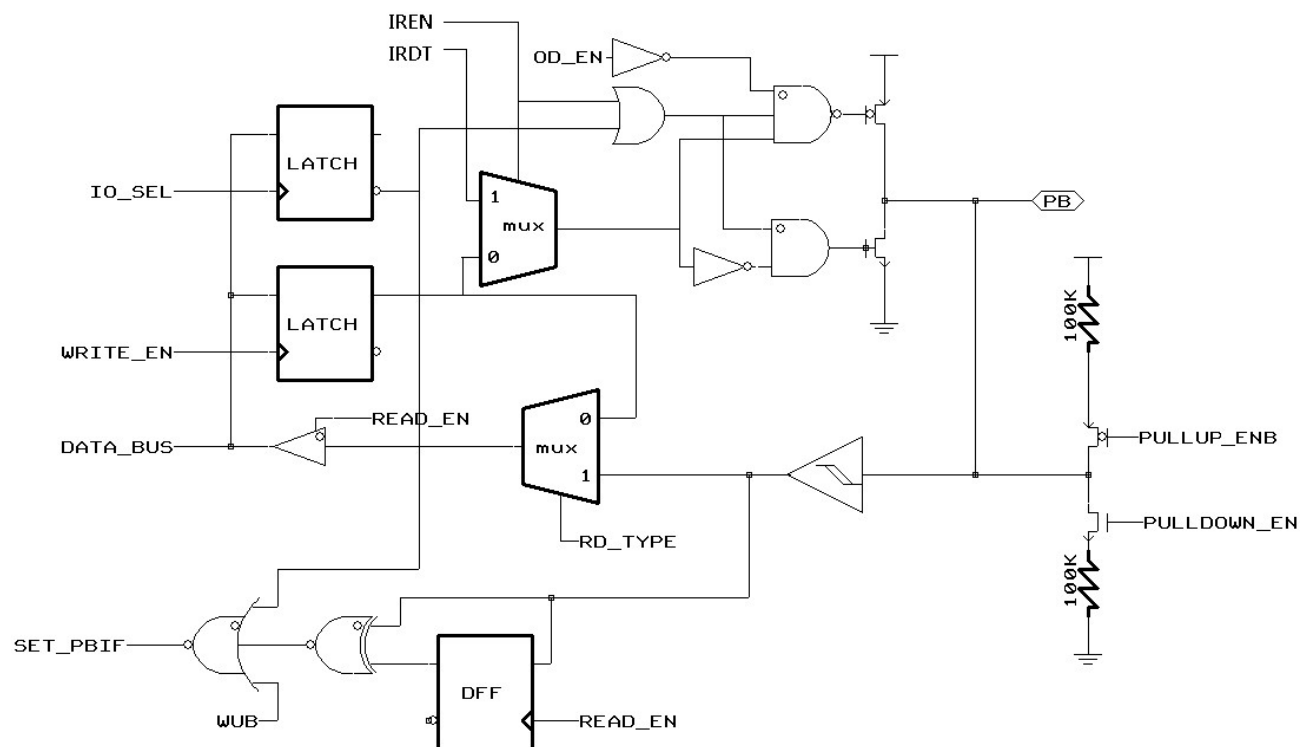 IREN
IRDT
OD_EN
LATCH
IO_SEL
1
mux
0
PB
LATCH
WRITE_EN
100K
READ_EN
DATA_BUS
0
mux
1
PULLUP_ENB
RD_TYPE
PULLDOWN_EN
100K
SET_PBIF
DFF
WUB
READ_EN